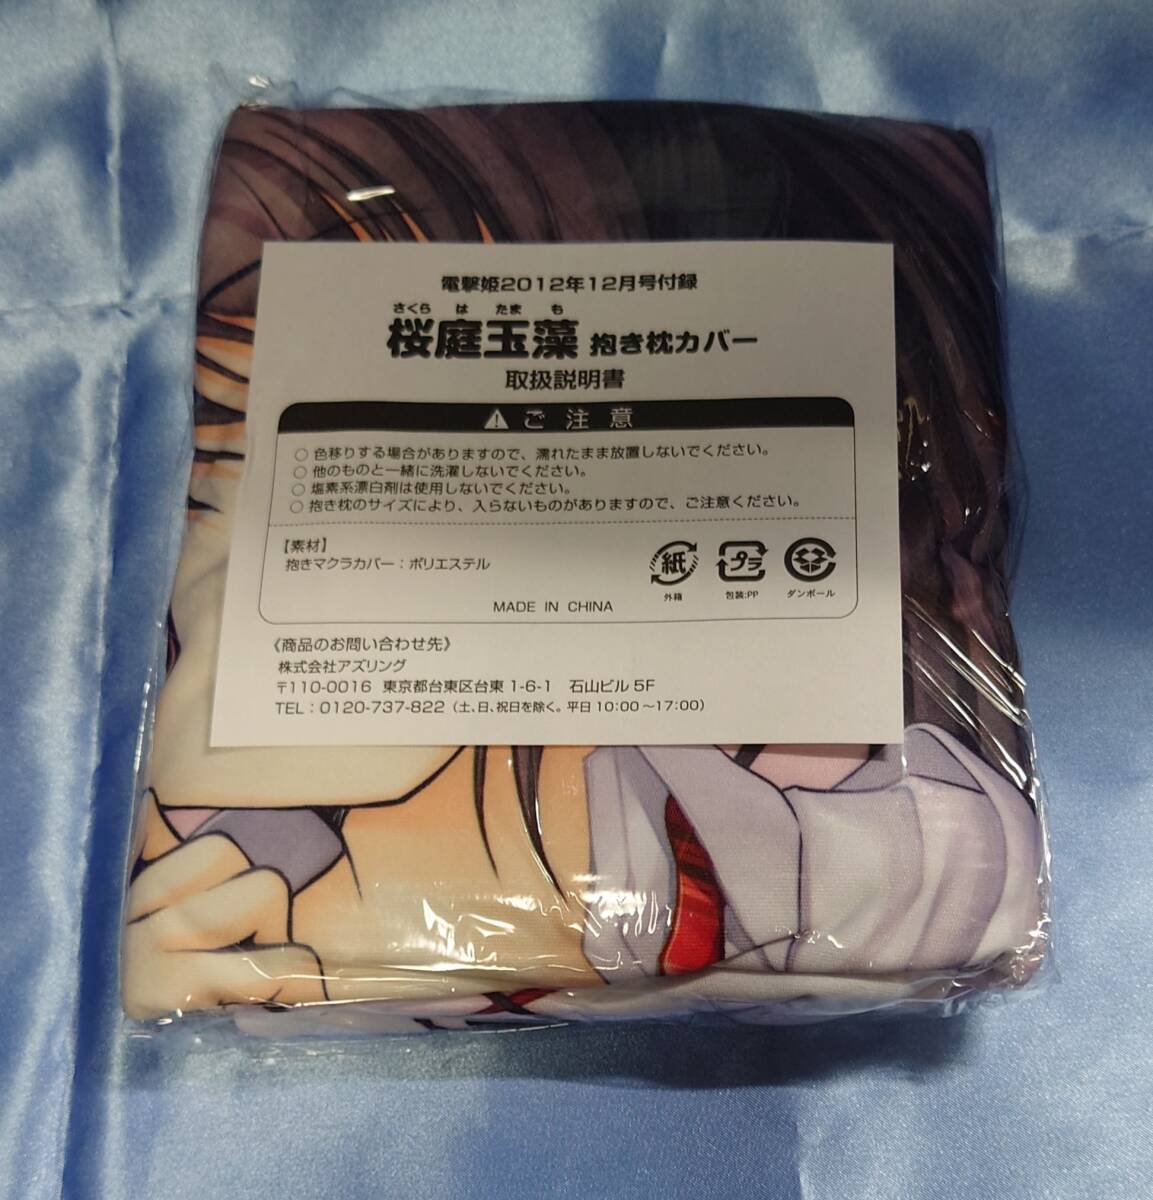 電撃姫2012年12月号付録
さくら は たま も
桜庭玉藻 抱き枕カバー
取扱説明書
ご 注 意
○ 色移りする場合がありますので、濡れたまま放置しないでください。
○ 他のものと一緒に洗濯しないでください。
○ 塩素系漂白剤は使用しないでください。
○ 抱き枕のサイズにより、入らないものがありますので、ご注意ください。
【素材】
抱きマクラカバー:ポリエステル
紙 プラ
外箱 包装:PP ダンボール
MADE IN CHINA
《商品のお問い合わせ先》
株式会社アズリング
〒110-0016 東京都台東区台東 1-6-1 石山ビル 5F
TEL:0120-737-822(土、日、祝日を除く。平日 10:00~17:00)